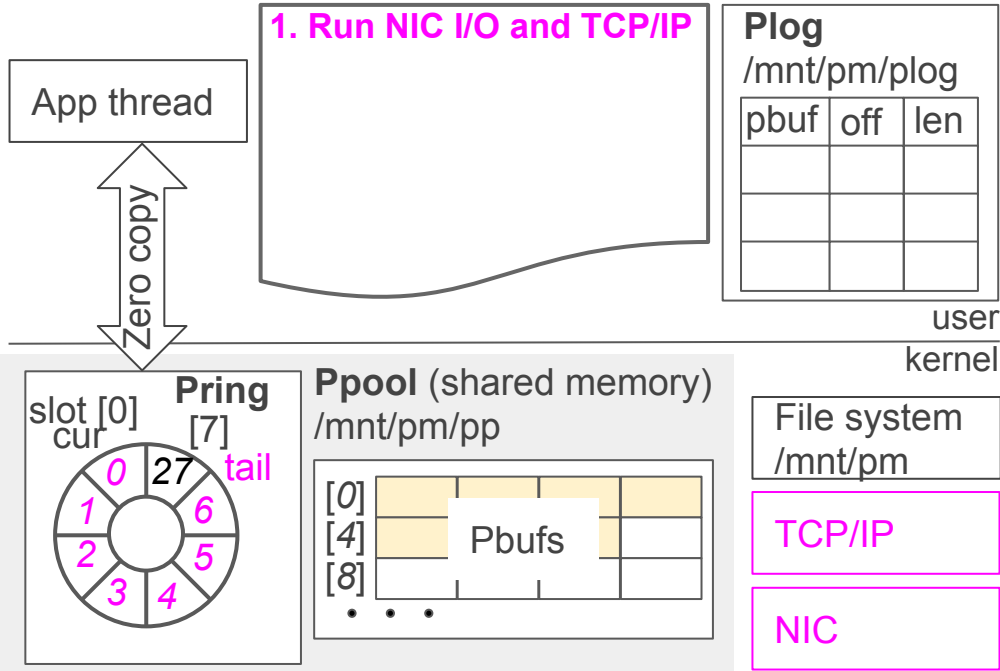 1. Run NIC I/O and TCP/IP
App thread
Zero copy
Plog
/mnt/pm/plog
pbuf off len
user
kernel
Pring
slot [0]
[7]
cur
tail
0
27
1
6
2
5
3
4
Ppool (shared memory)
/mnt/pm/pp
[0]
[4]
[8]
Pbufs
• • •
File system
/mnt/pm
TCP/IP
NIC